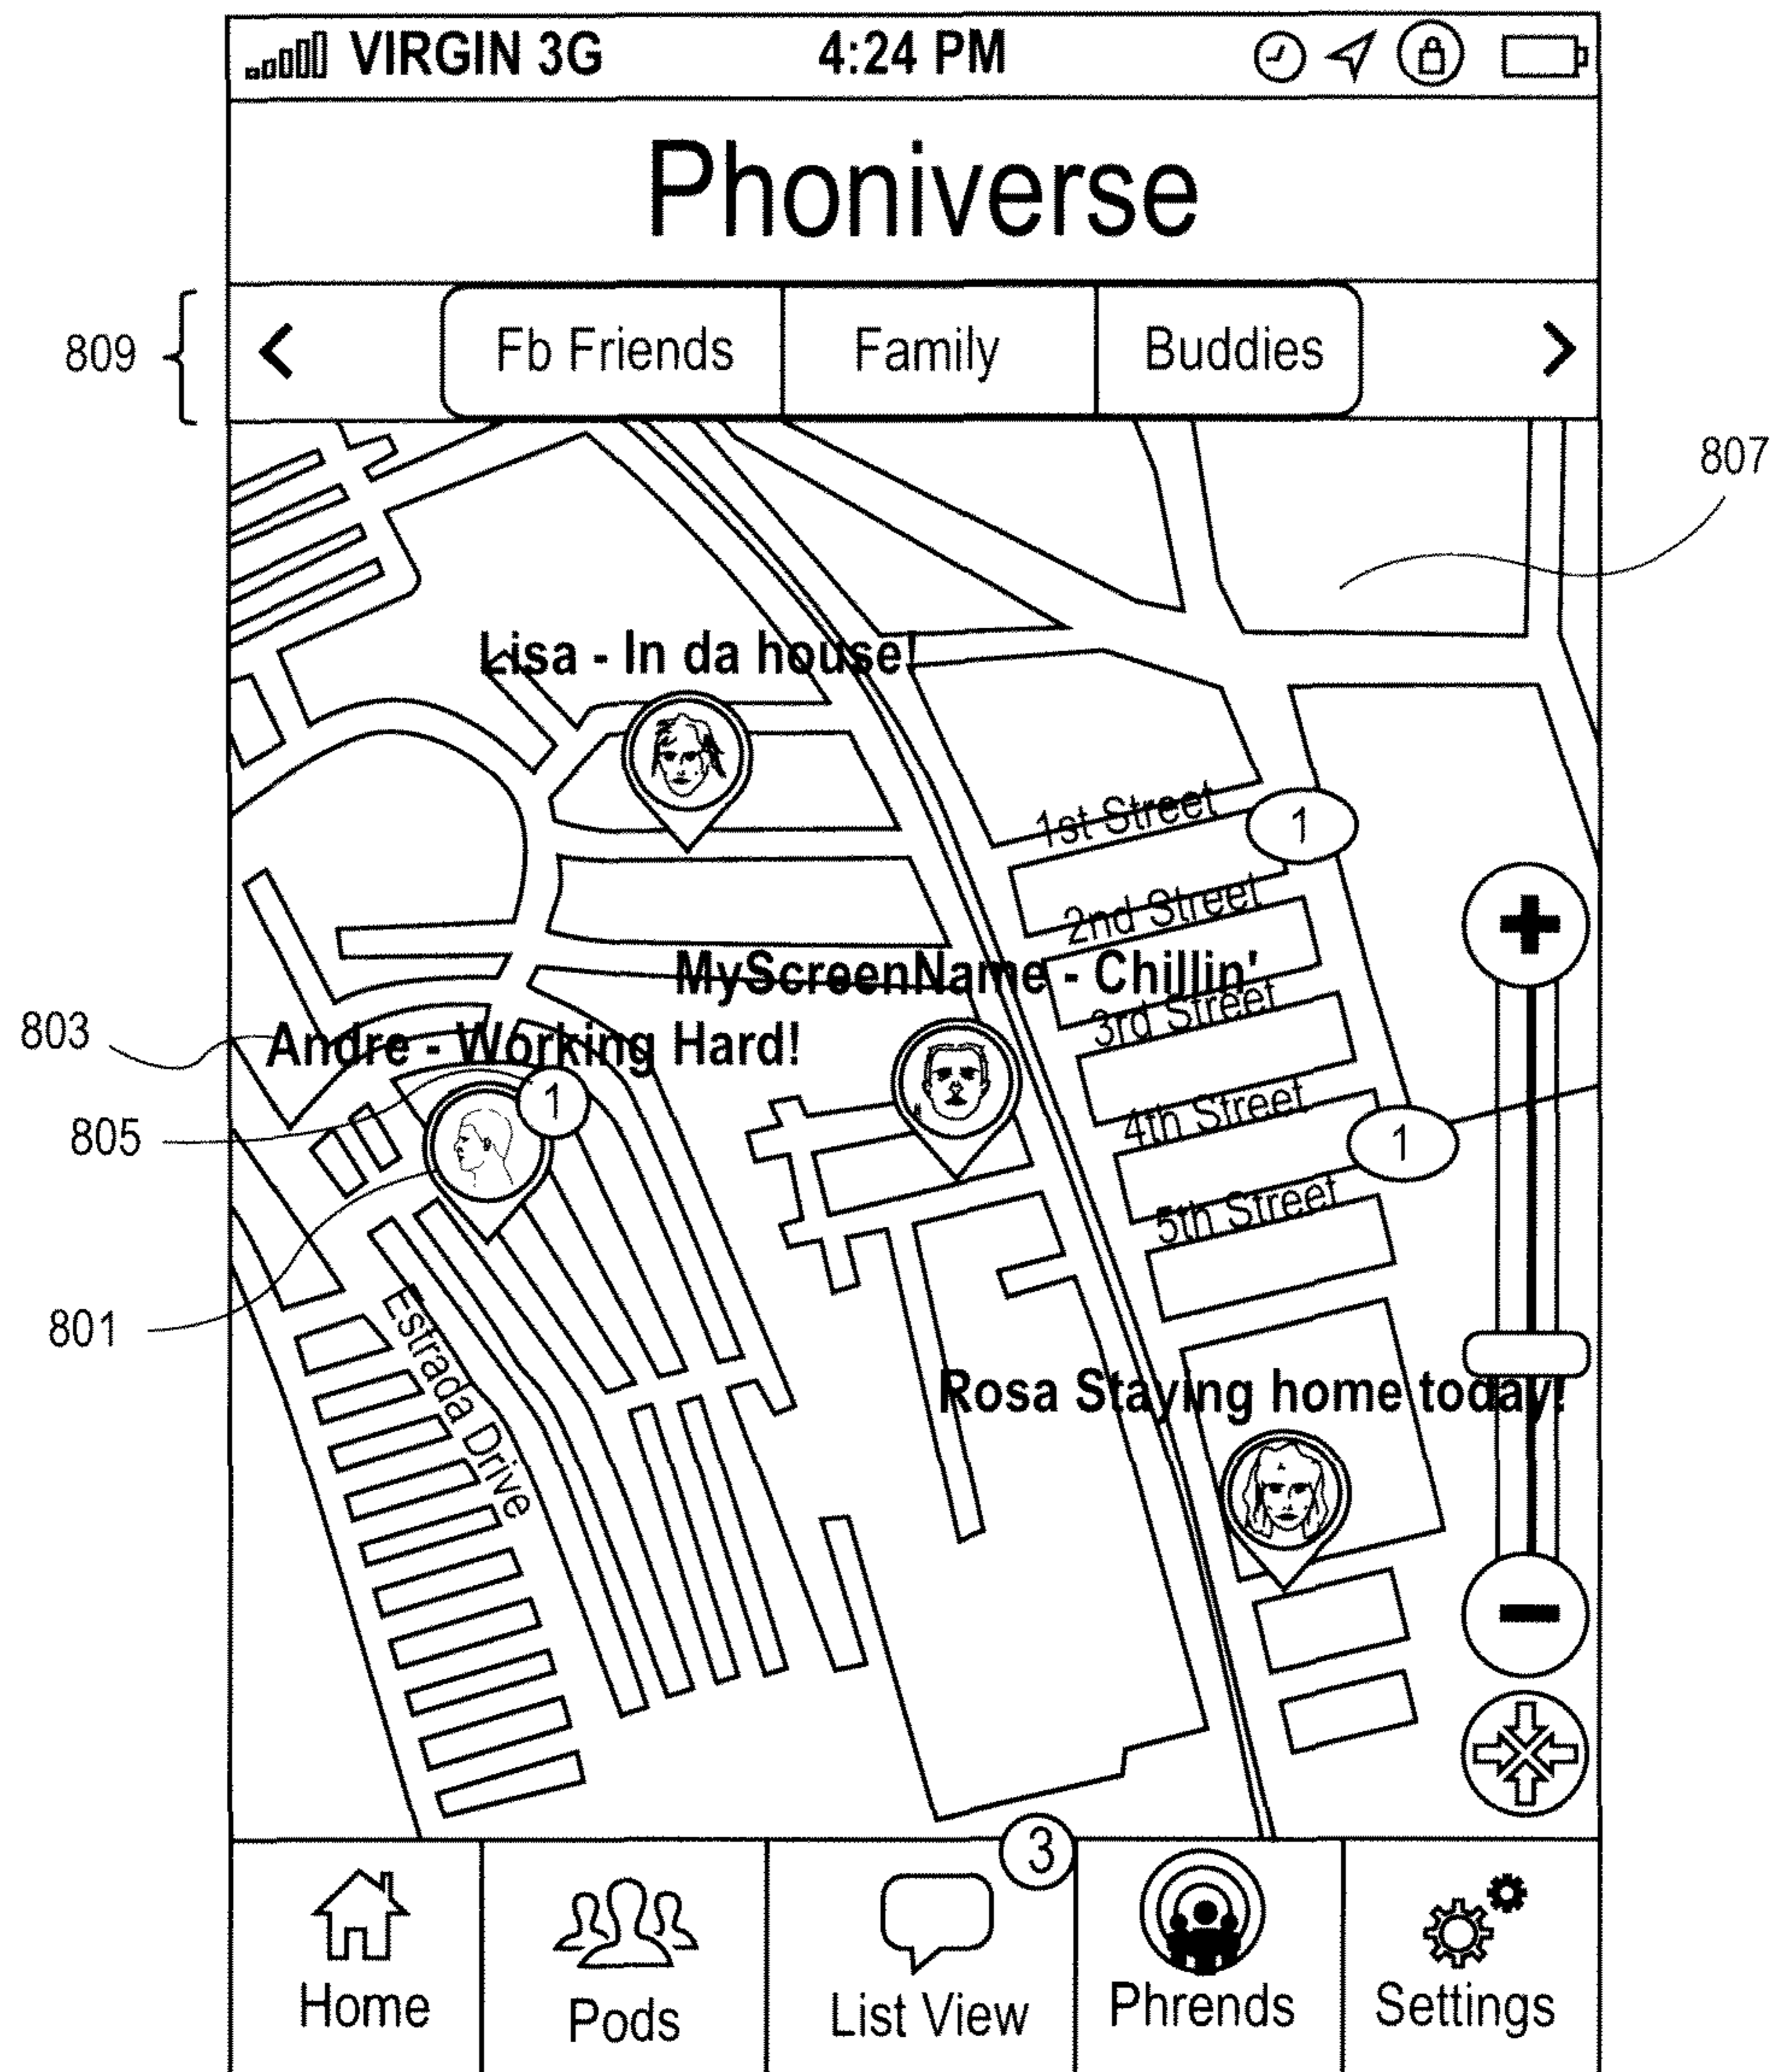 VIRGIN 3G 4:24 PM
Phoniverse
809
Fb Friends Family Buddies
807
Lisa - In da house!
1st Street
1
2nd Street
MyScreenName - Chillin'
3rd Street
803
Andre - Working Hard!
805
1
4th Street
1
5th Street
801
Estrada Drive
Rosa Staying home today!
3
Home Pods List View Phrends Settings